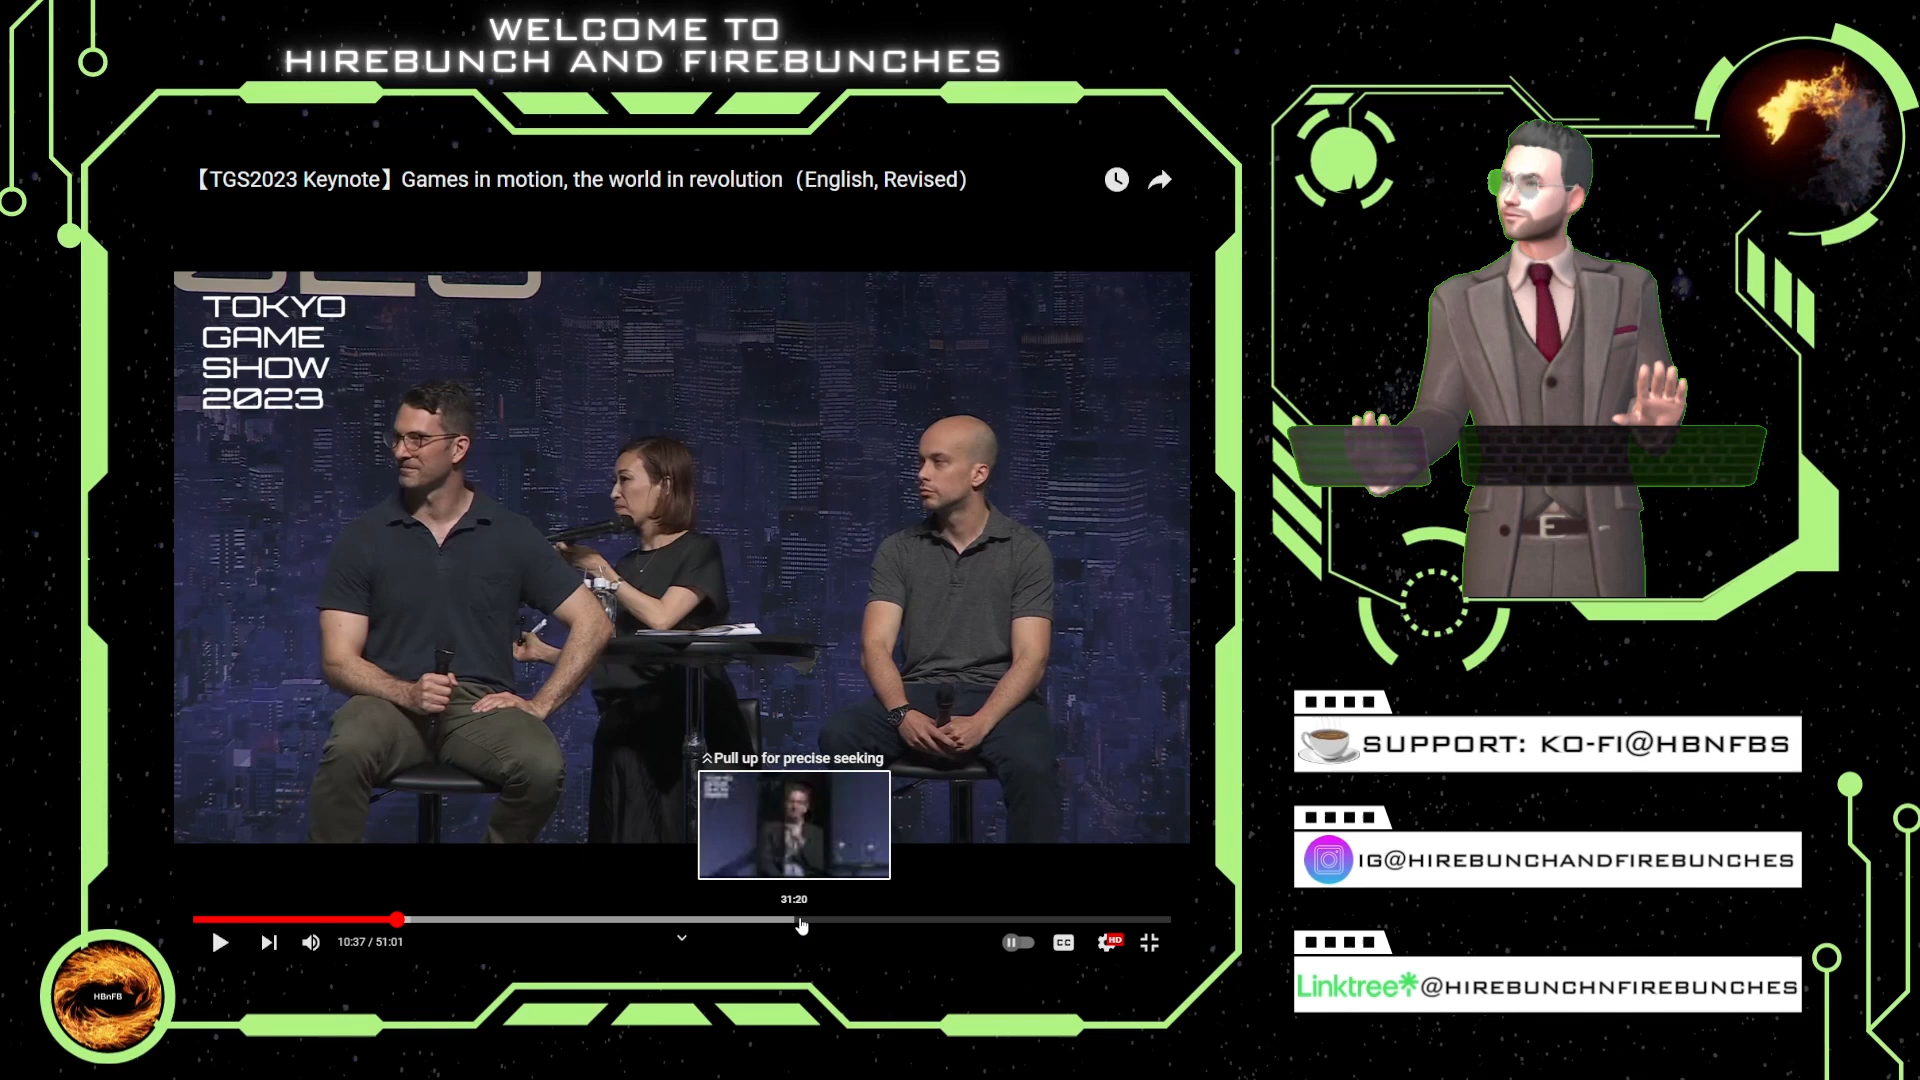 WELCOME TO
HIREBUNCH AND FIREBUNCHES
【TGS2023 Keynote】Games in motion, the world in revolution（English, Revised）
TOKYO
GAME
SHOW
2023
Pull up for precise seeking
31:20
10:37 / 51:01
CC
HD
HBnFB
SUPPORT: KO-FI@HBNFBS
IG@HIREBUNCHANDFIREBUNCHES
Linktree*@HIREBUNCHNFIREBUNCHES